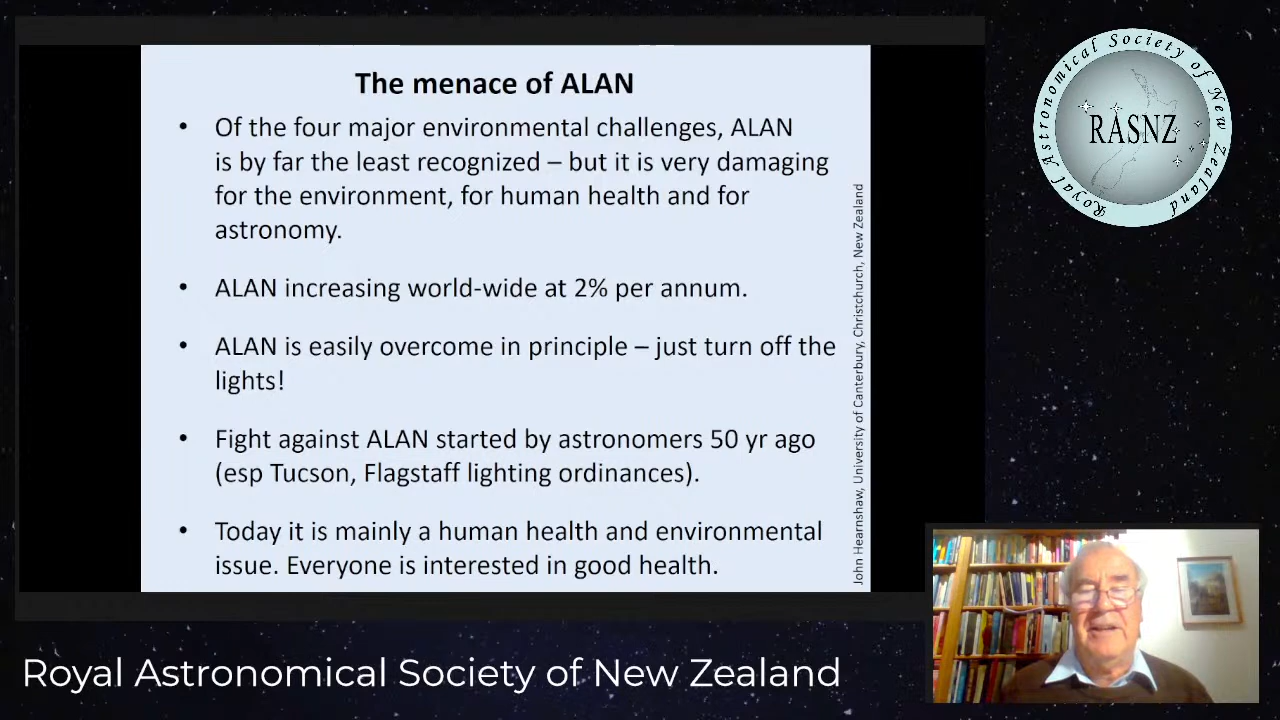 The menace of ALAN
• Of the four major environmental challenges, ALAN
is by far the least recognized – but it is very damaging
for the environment, for human health and for
astronomy.
• ALAN increasing world-wide at 2% per annum.
• ALAN is easily overcome in principle – just turn off the
lights!
• Fight against ALAN started by astronomers 50 yr ago
(esp Tucson, Flagstaff lighting ordinances).
• Today it is mainly a human health and environmental
issue. Everyone is interested in good health.
John Hearnshaw, University of Canterbury, Christchurch, New Zealand
Royal Astronomical Society of New Zealand
RASNZ
Royal Astronomical Society of New Zealand